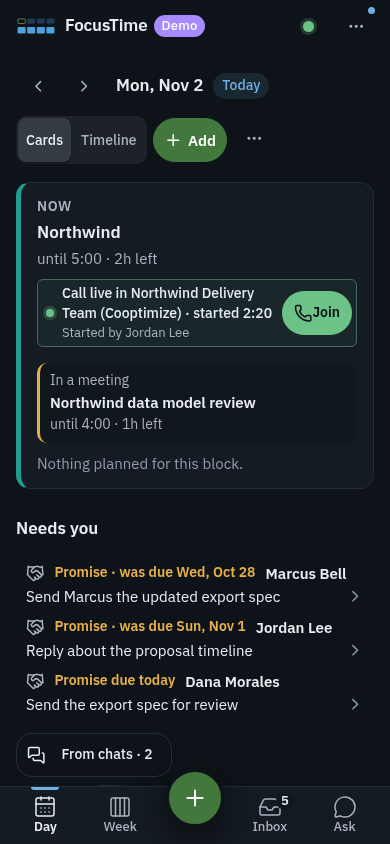 FocusTime Demo
Mon, Nov 2 Today
Cards Timeline Add
NOW
Northwind
until 5:00 · 2h left
Call live in Northwind Delivery
Team (Cooptimize) · started 2:20
Started by Jordan Lee
Join
In a meeting
Northwind data model review
until 4:00 · 1h left
Nothing planned for this block.
Needs you
Promise · was due Wed, Oct 28 Marcus Bell
Send Marcus the updated export spec
Promise · was due Sun, Nov 1 Jordan Lee
Reply about the proposal timeline
Promise due today Dana Morales
Send the export spec for review
From chats · 2
5
Day Week Inbox Ask